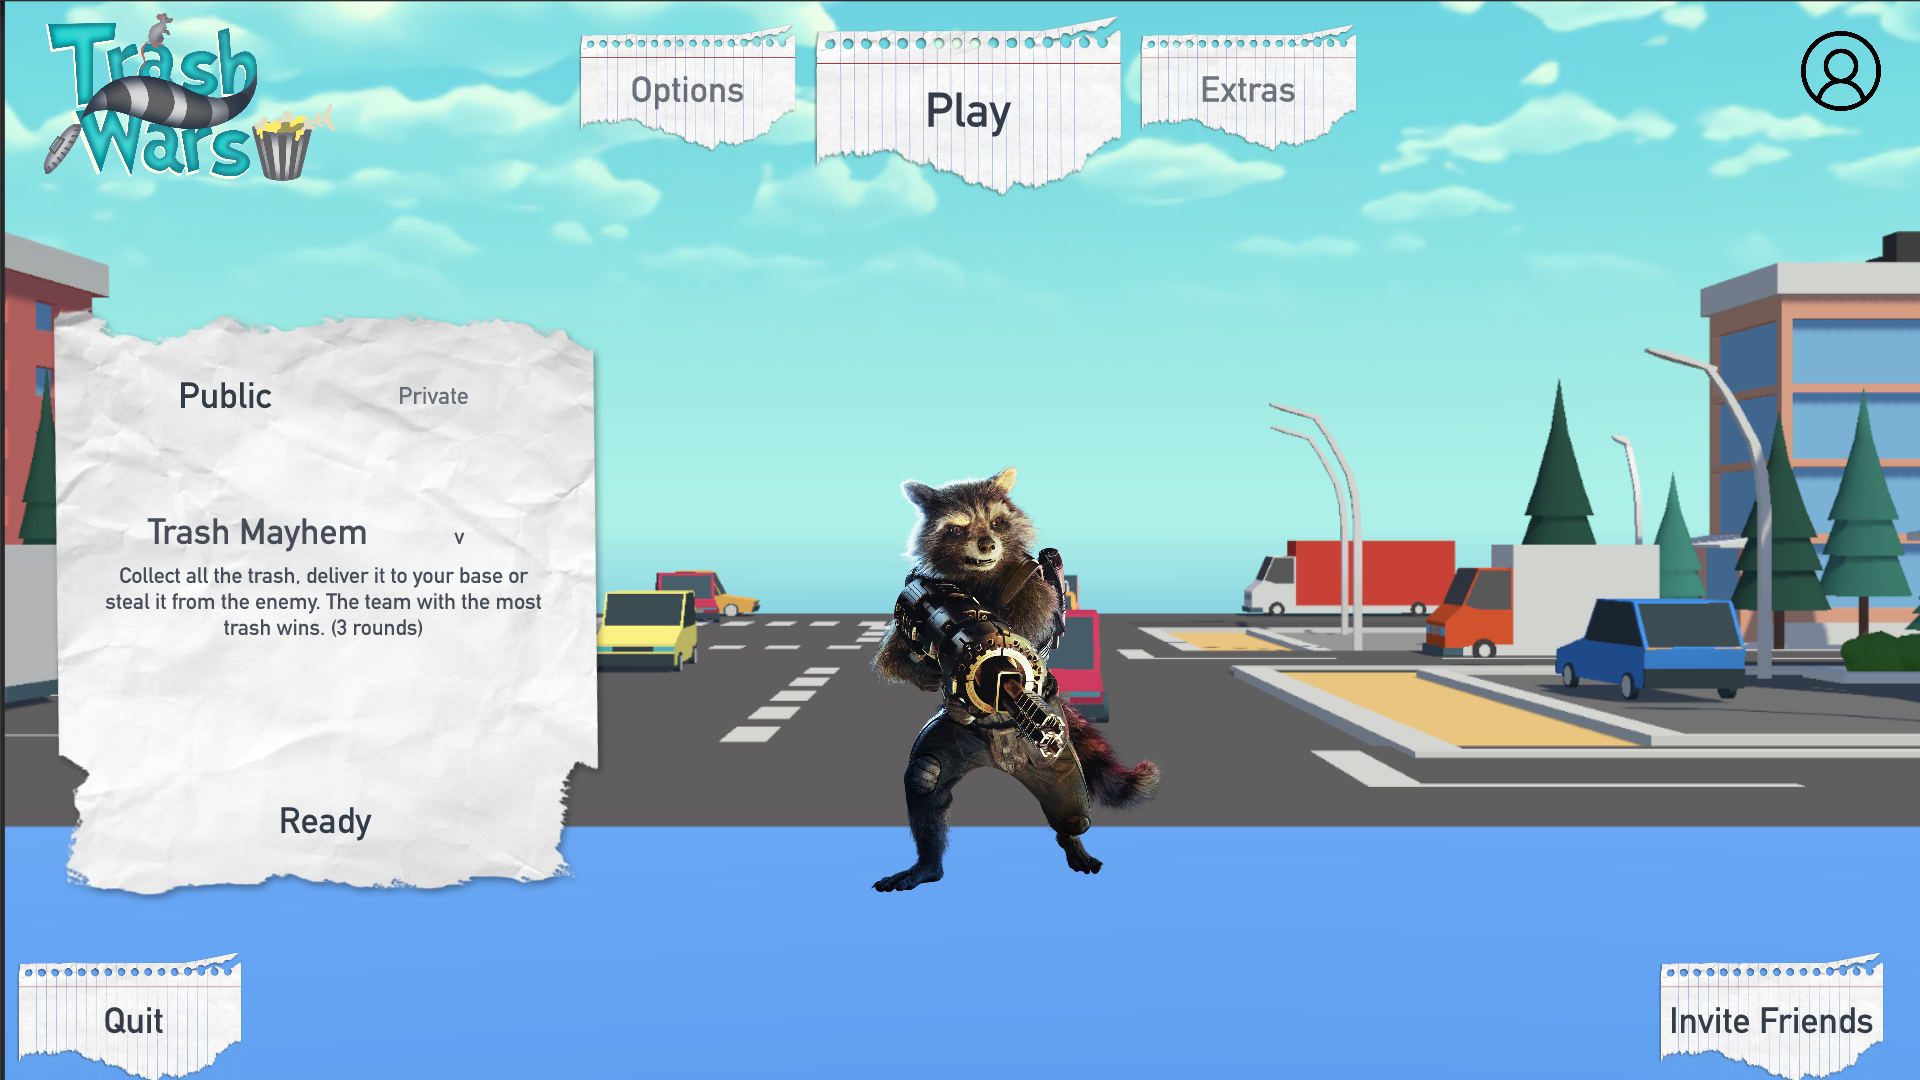 Trash
Wars
Options
Play
Extras
Public
Private
Trash Mayhem
v
Collect all the trash, deliver it to your base or
steal it from the enemy. The team with the most
trash wins. (3 rounds)
Ready
Quit
Invite Friends